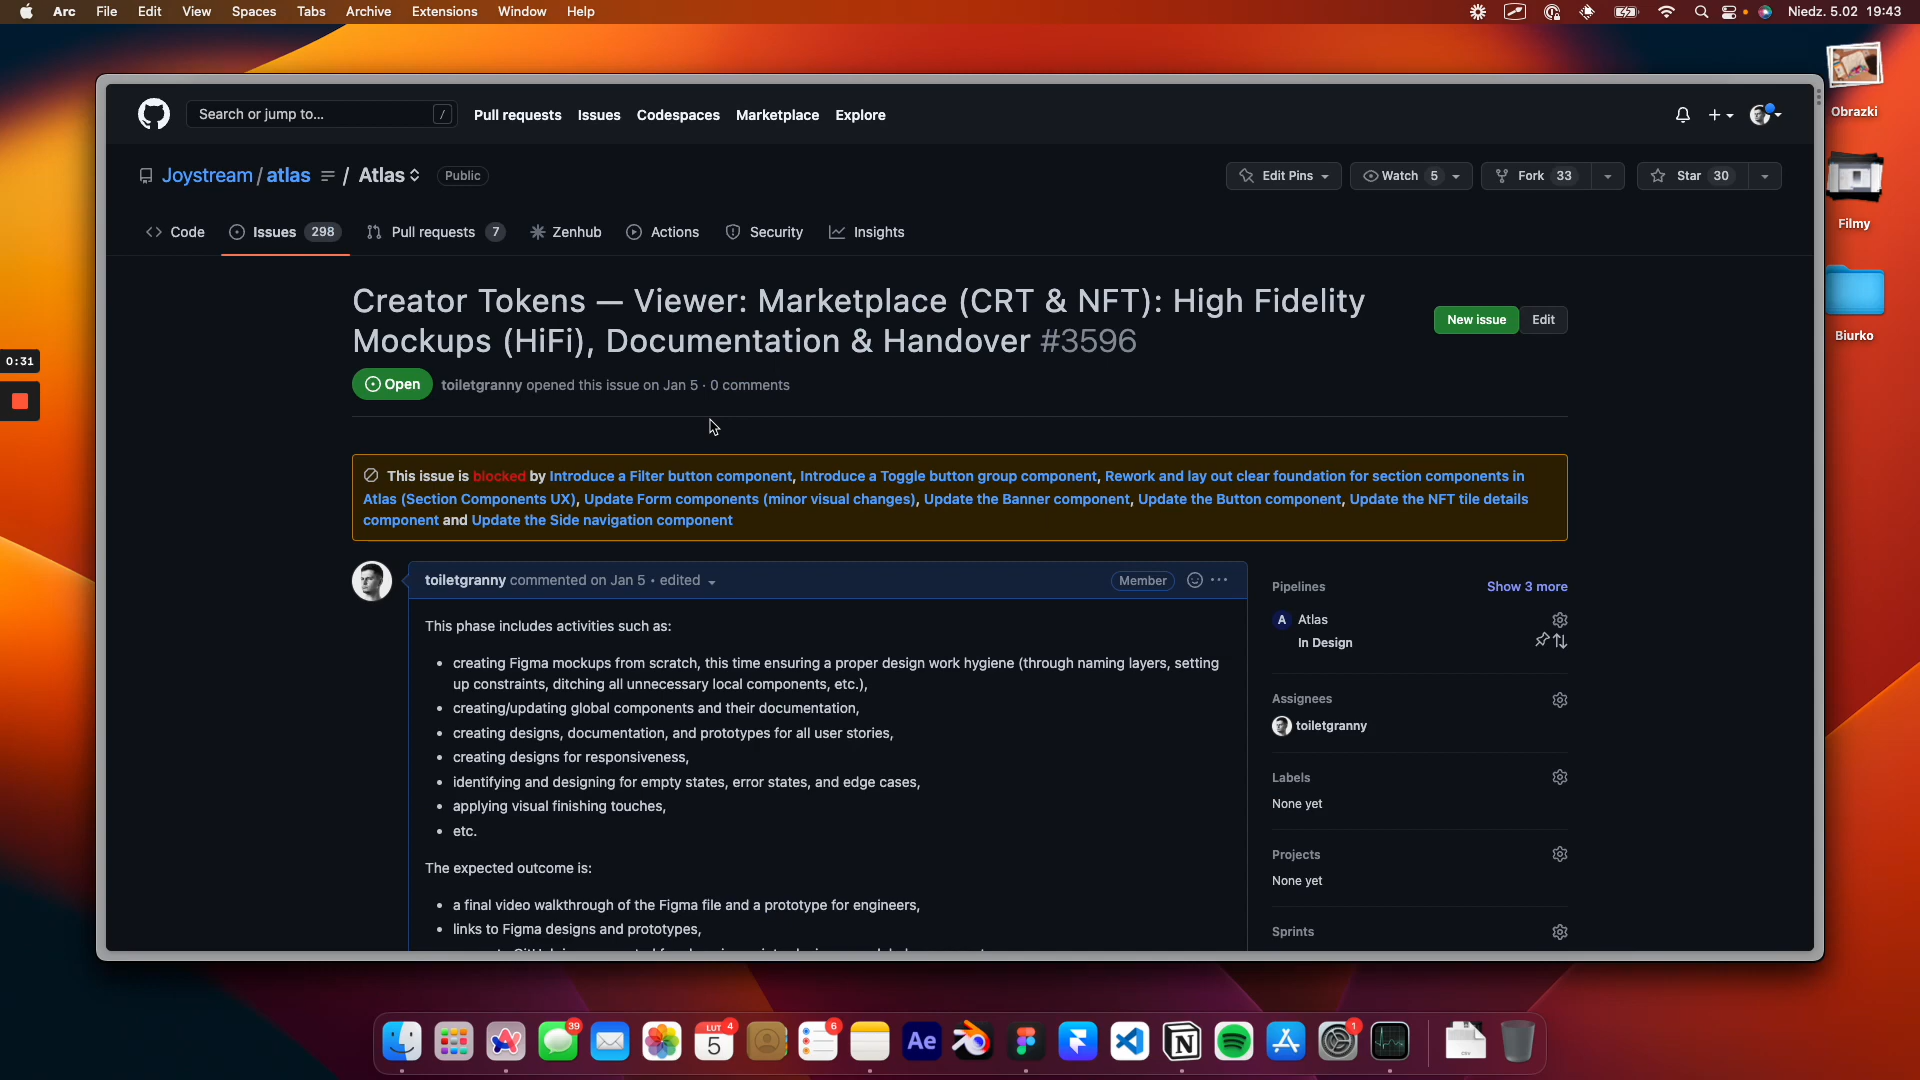 Arc File Edit View Spaces Tabs Archive Extensions Window Help
Niedz. 5.02 19:43
Obrazki
Filmy
Biurko
0:31
Search or jump to... /
Pull requests Issues Codespaces Marketplace Explore
Joystream / atlas / Atlas Public
Edit Pins Watch 5 Fork 33 Star 30
Code Issues 298 Pull requests 7 Zenhub Actions Security Insights
Creator Tokens — Viewer: Marketplace (CRT & NFT): High Fidelity
Mockups (HiFi), Documentation & Handover #3596
New issue Edit
Open toiletgranny opened this issue on Jan 5 · 0 comments
This issue is blocked by Introduce a Filter button component, Introduce a Toggle button group component, Rework and lay out clear foundation for section components in
Atlas (Section Components UX), Update Form components (minor visual changes), Update the Banner component, Update the Button component, Update the NFT tile details
component and Update the Side navigation component
toiletgranny commented on Jan 5 • edited
Member
This phase includes activities such as:
• creating Figma mockups from scratch, this time ensuring a proper design work hygiene (through naming layers, setting
up constraints, ditching all unnecessary local components, etc.),
• creating/updating global components and their documentation,
• creating designs, documentation, and prototypes for all user stories,
• creating designs for responsiveness,
• identifying and designing for empty states, error states, and edge cases,
• applying visual finishing touches,
• etc.
The expected outcome is:
• a final video walkthrough of the Figma file and a prototype for engineers,
• links to Figma designs and prototypes,
Pipelines Show 3 more
A Atlas
In Design
Assignees
toiletgranny
Labels
None yet
Projects
None yet
Sprints
39
LUT
5
4
6
Ae
N
1